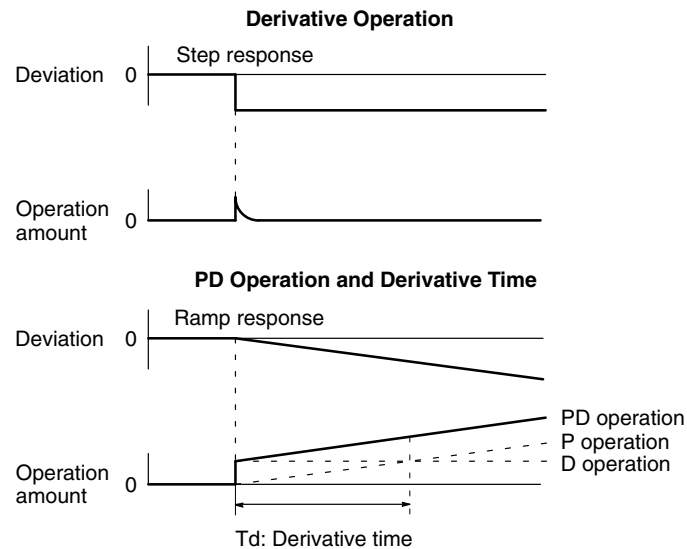 Derivative Operation
Step response
Deviation 0
Operation
amount
0
PD Operation and Derivative Time
Ramp response
Deviation 0
PD operation
P operation
D operation
Operation
amount
0
Td: Derivative time